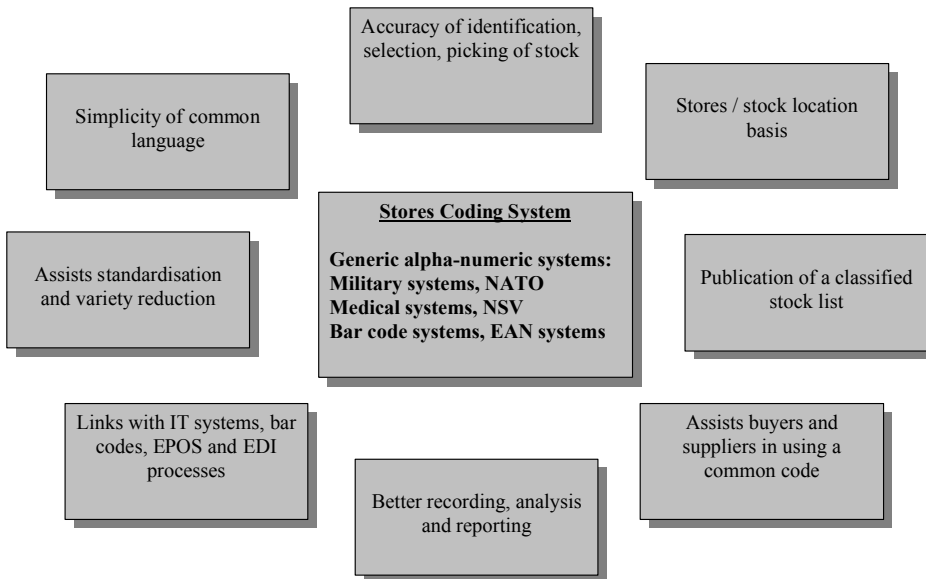 Accuracy of identification,
selection, picking of stock
Simplicity of common
language
Stores / stock location
basis
Stores Coding System
Generic alpha-numeric systems:
Military systems, NATO
Medical systems, NSV
Bar code systems, EAN systems
Assists standardisation
and variety reduction
Publication of a classified
stock list
Links with IT systems, bar
codes, EPOS and EDI
processes
Assists buyers and
suppliers in using a
common code
Better recording, analysis
and reporting